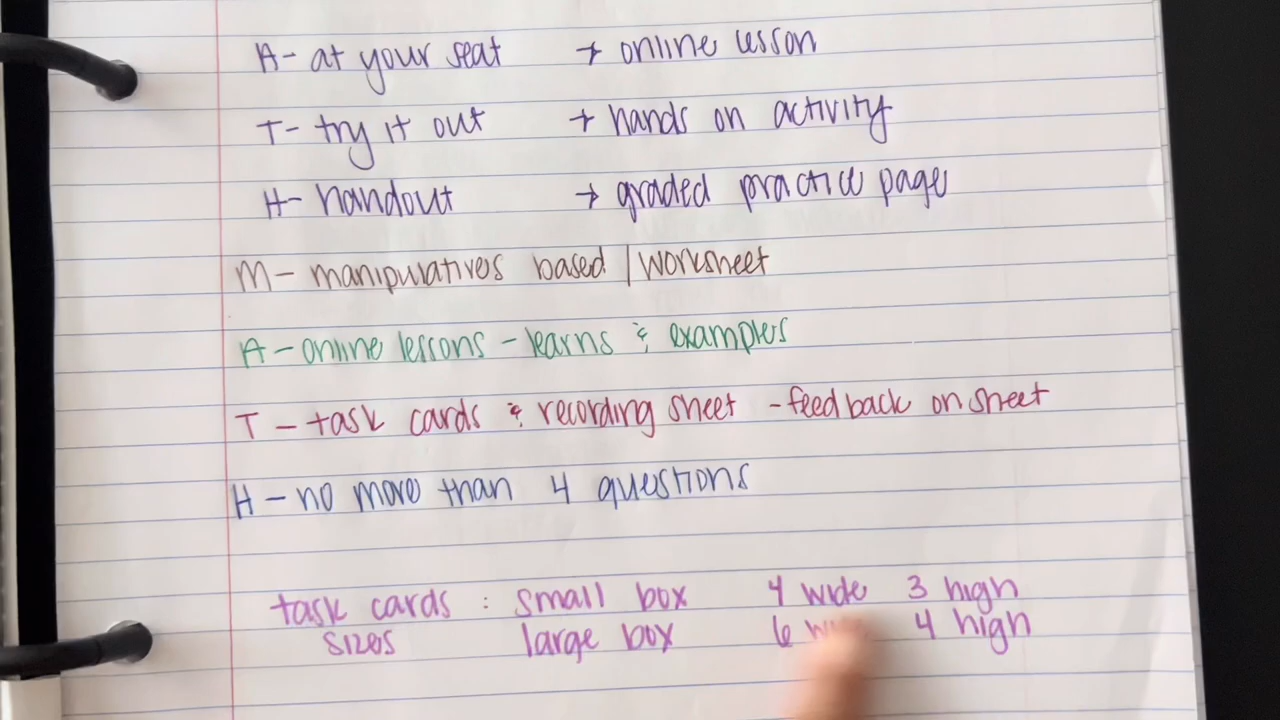 A- at your seat → online lesson
T- try it out → hands on activity
H- handout → graded practice page
M- manipulatives based / worksheet
A- online lessons - learns & examples
T - task cards & recording sheet - feedback on sheet
H - no more than 4 questions
task cards : small box 4 wide 3 high
sizes large box 6 4 high